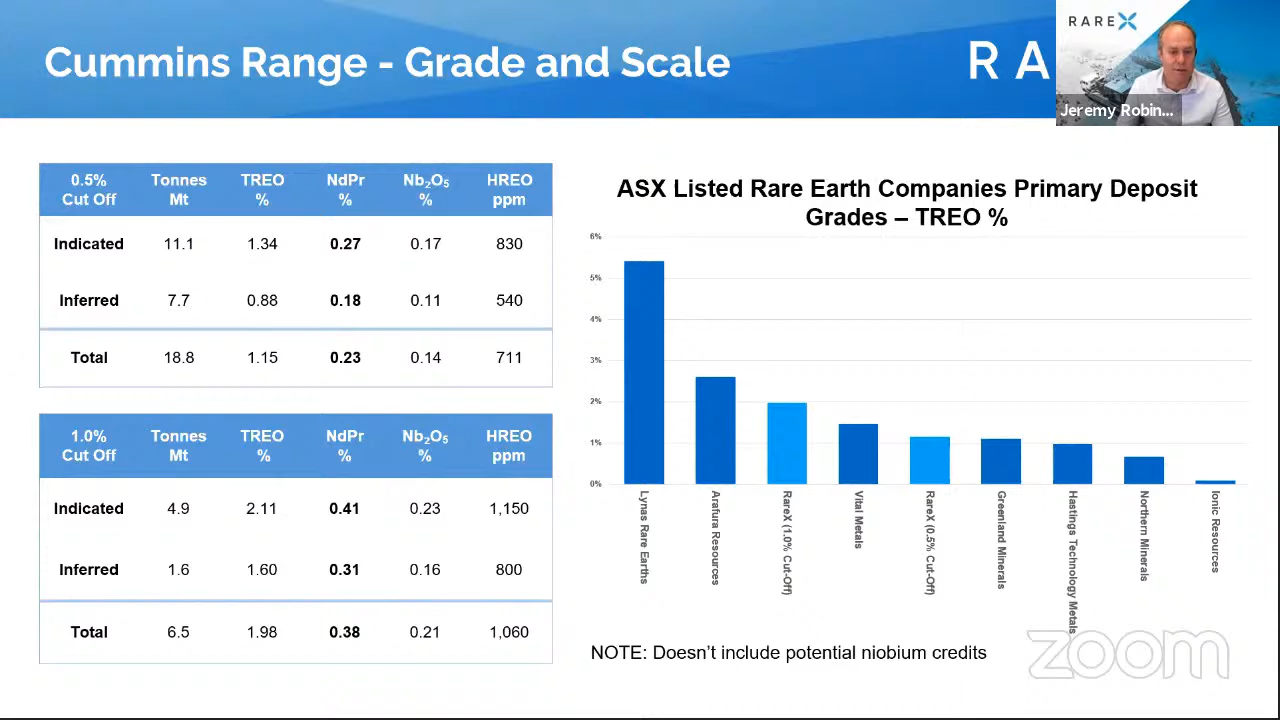 Cummins Range - Grade and Scale
R A
RAREX
Jeremy Robin...
0.5% Cut Off Tonnes Mt TREO % NdPr % Nb₂O₅ % HREO ppm
Indicated 11.1 1.34 0.27 0.17 830
Inferred 7.7 0.88 0.18 0.11 540
Total 18.8 1.15 0.23 0.14 711
1.0% Cut Off Tonnes Mt TREO % NdPr % Nb₂O₅ % HREO ppm
Indicated 4.9 2.11 0.41 0.23 1,150
Inferred 1.6 1.60 0.31 0.16 800
Total 6.5 1.98 0.38 0.21 1,060
ASX Listed Rare Earth Companies Primary Deposit
Grades – TREO %
6%
5%
4%
3%
2%
1%
0%
Lynas Rare Earths
Arafura Resources
RareX (1.0% Cut-Off)
Vital Metals
RareX (0.5% Cut-Off)
Greenland Minerals
Hastings Technology Metals
Northern Minerals
Ionic Resources
NOTE: Doesn't include potential niobium credits
zoom